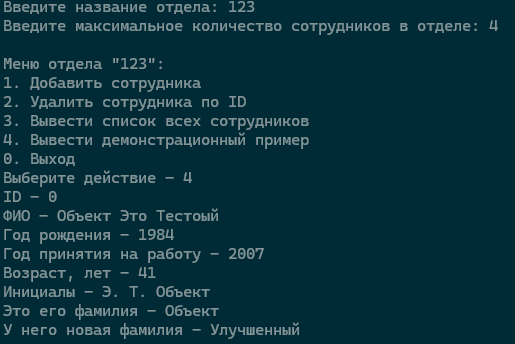 Введите название отдела: 123
Введите максимальное количество сотрудников в отделе: 4
Меню отдела "123":
1. Добавить сотрудника
2. Удалить сотрудника по ID
3. Вывести список всех сотрудников
4. Вывести демонстрационный пример
0. Выход
Выберите действие – 4
ID – 0
ФИО – Объект Это Тестоый
Год рождения – 1984
Год принятия на работу – 2007
Возраст, лет – 41
Инициалы – Э. Т. Объект
Это его фамилия – Объект
У него новая фамилия – Улучшенный